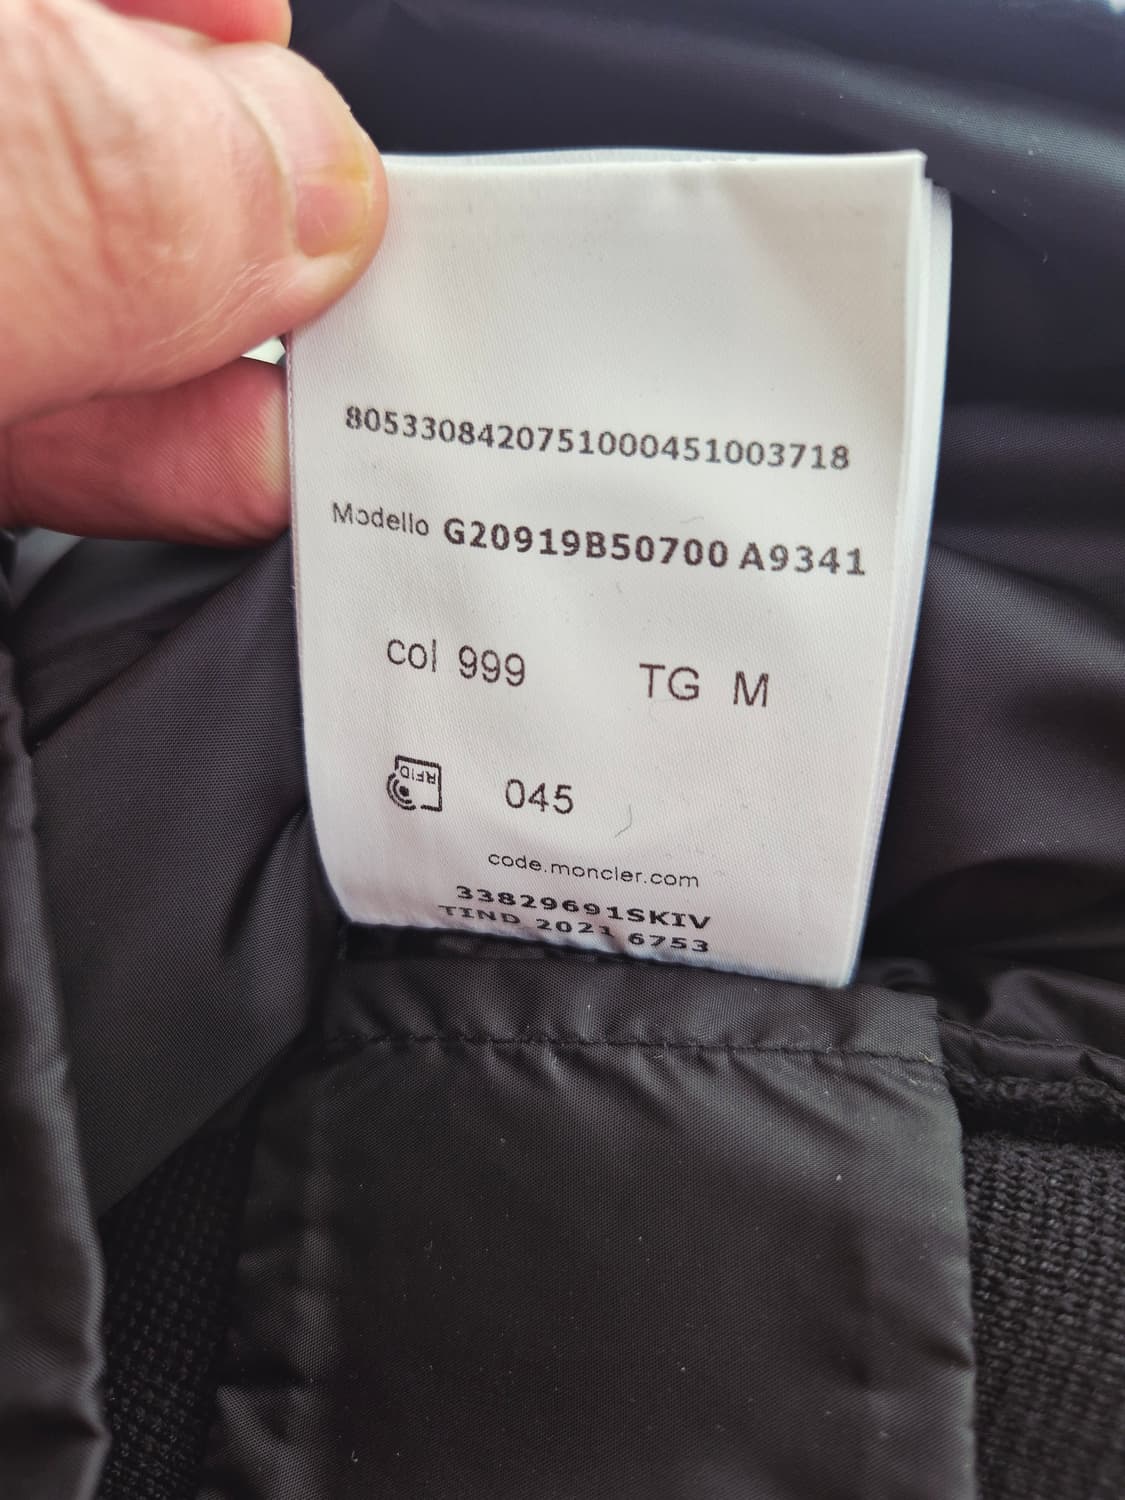 8053308420751000451003718
Modello G20919B50700 A9341
col 999 TG M
RFID 045
code.moncler.com
33829691SKIV
TIND 2021 6753